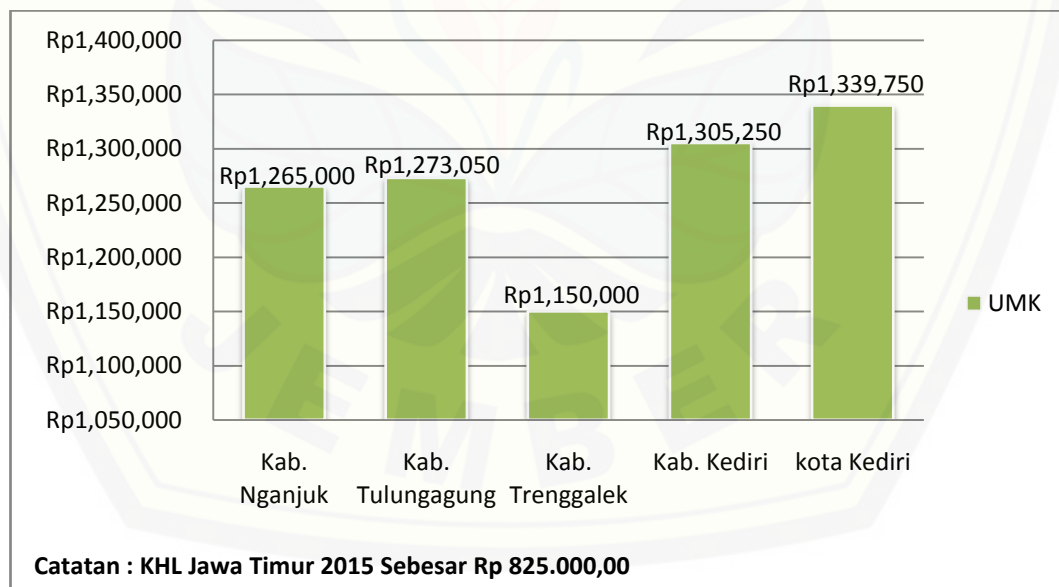 Rp1,400,000
Rp1,350,000
Rp1,300,000
Rp1,250,000
Rp1,200,000
Rp1,150,000
Rp1,100,000
Rp1,050,000
Rp1,265,000
Rp1,273,050
Rp1,150,000
Rp1,305,250
Rp1,339,750
Kab.
Nganjuk
Kab.
Tulungagung
Kab.
Trenggalek
Kab. Kediri
kota Kediri
UMK
JEMBER
Catatan : KHL Jawa Timur 2015 Sebesar Rp 825.000,00